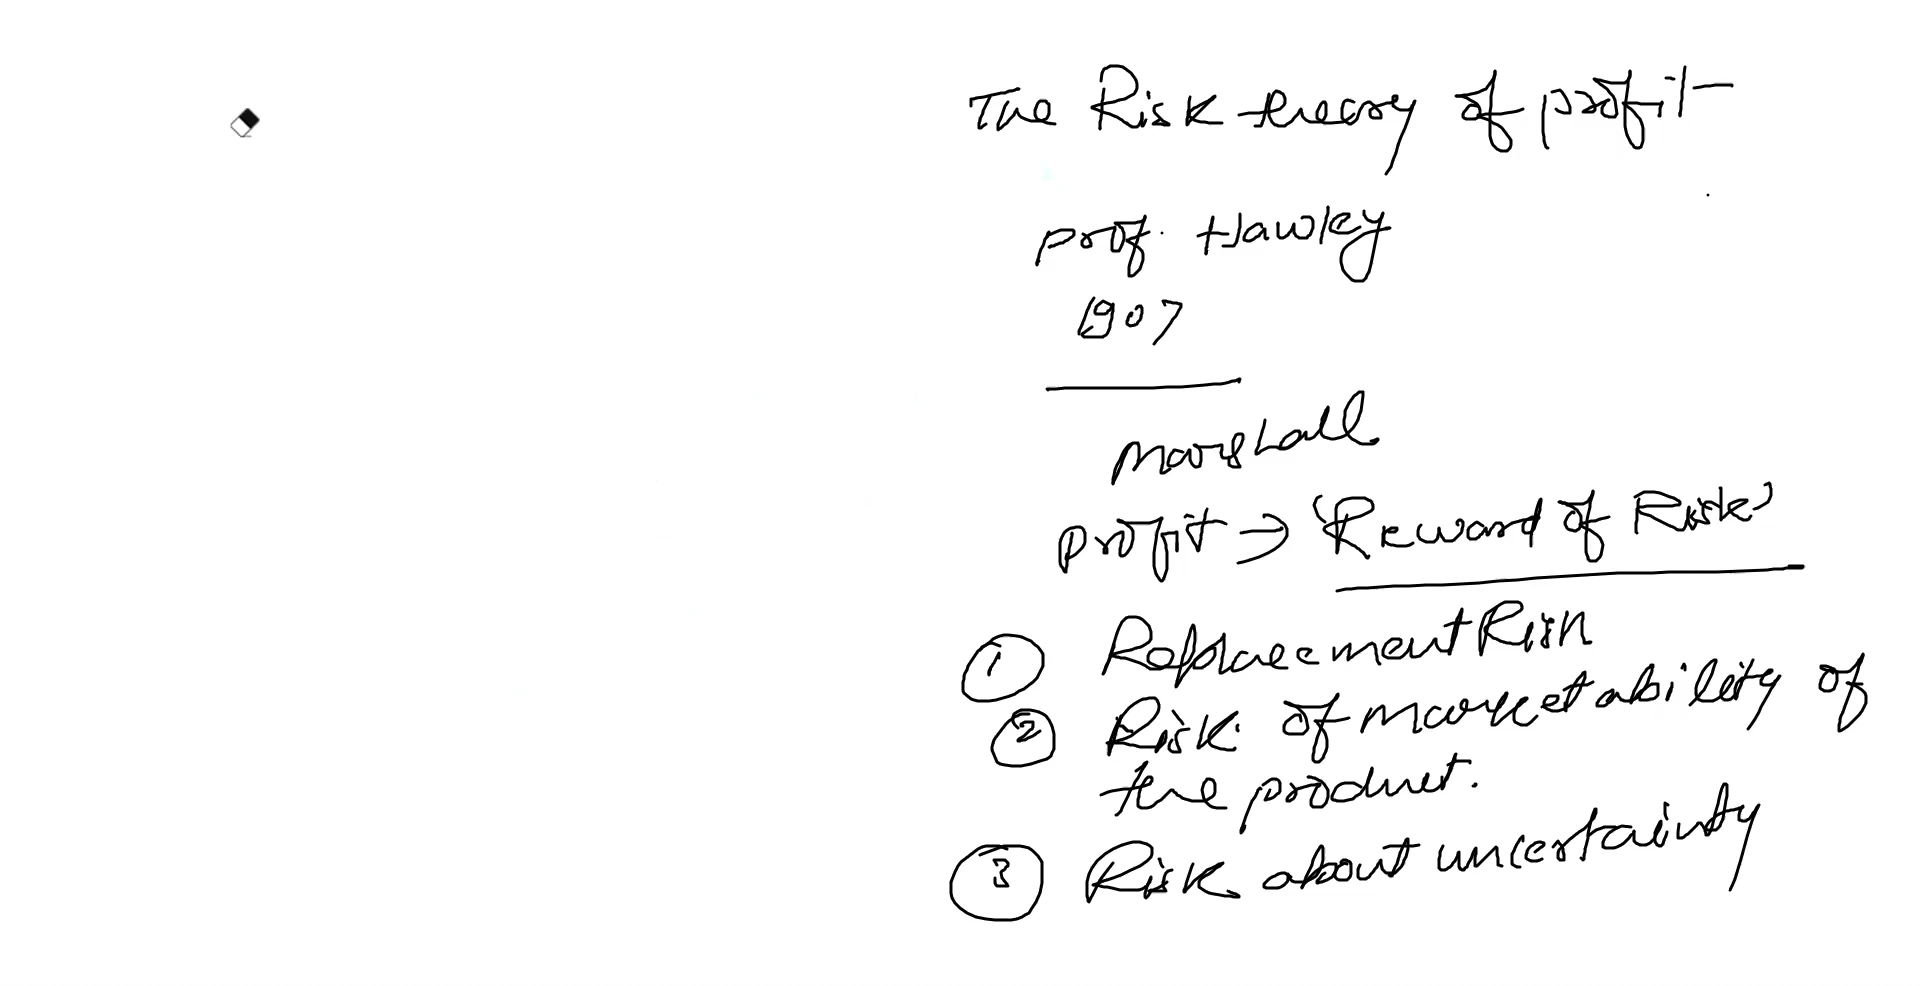 The Risk theory of profit
Prof. Hawley
1907
Marshall
Profit → 'Reward of Risk'
1 Replacement Risk
2 Risk of marketability of
the product.
3 Risk about uncertainty